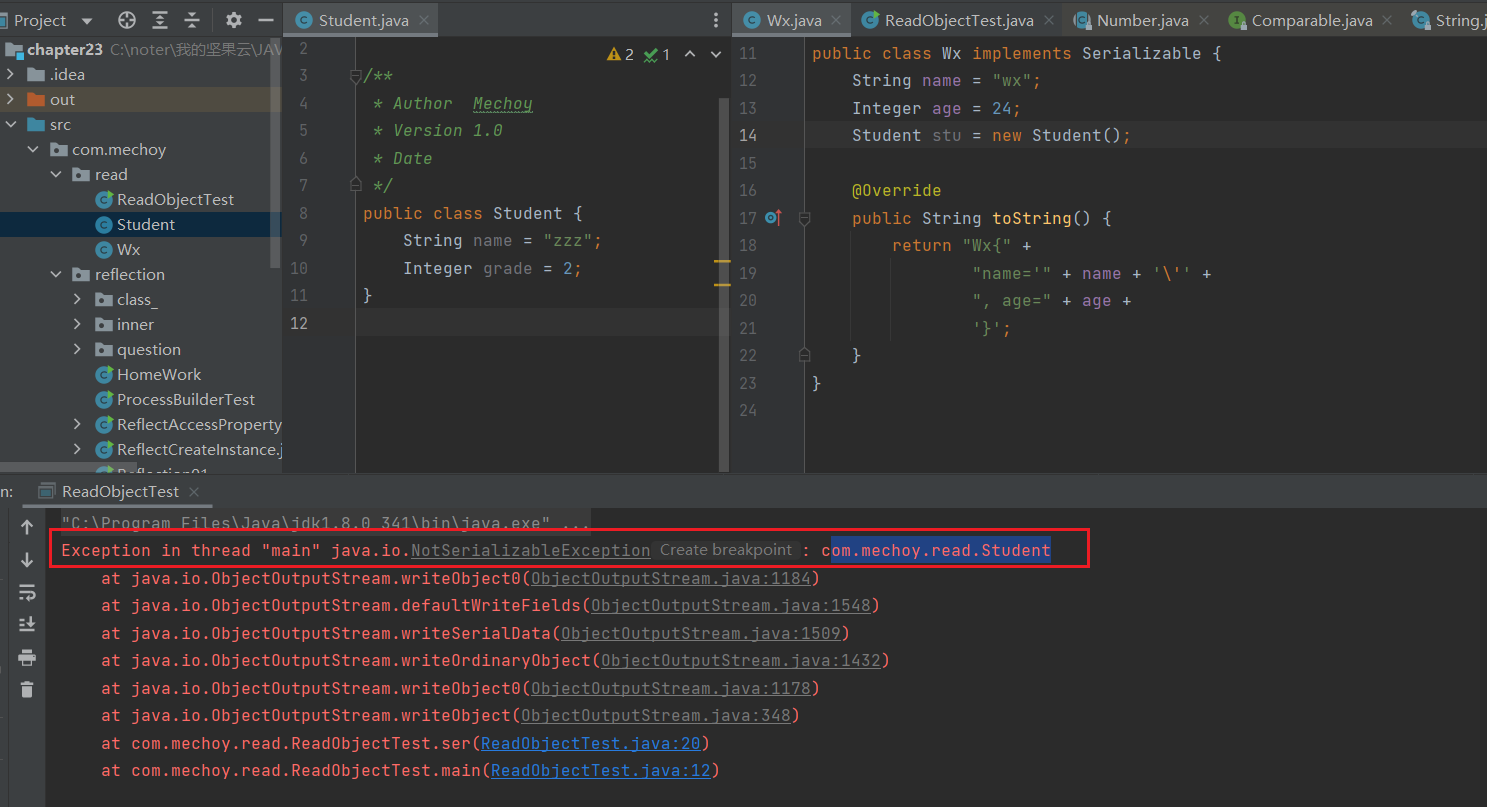 Project
chapter23 C:\noter\我的坚果云\JAV
.idea
out
src
com.mechoy
read
ReadObjectTest
Student
Wx
reflection
class_
inner
question
HomeWork
ProcessBuilderTest
ReflectAccessProperty
ReflectCreateInstance.j
Reflection01
Student.java
2 1
2
3 /**
4 * Author Mechoy
5 * Version 1.0
6 * Date
7 */
8 public class Student {
9 String name = "zzz";
10 Integer grade = 2;
11 }
12
Wx.java ReadObjectTest.java Number.java Comparable.java String.j
11 public class Wx implements Serializable {
12 String name = "wx";
13 Integer age = 24;
14 Student stu = new Student();
15
16 @Override
17 public String toString() {
18 return "Wx{" +
19 "name='" + name + '\'' +
20 ", age=" + age +
21 '}';
22 }
23 }
24
n: ReadObjectTest
"C:\Program Files\Java\jdk1.8.0_341\bin\java.exe" ...
Exception in thread "main" java.io.NotSerializableException Create breakpoint : com.mechoy.read.Student
at java.io.ObjectOutputStream.writeObject0(ObjectOutputStream.java:1184)
at java.io.ObjectOutputStream.defaultWriteFields(ObjectOutputStream.java:1548)
at java.io.ObjectOutputStream.writeSerialData(ObjectOutputStream.java:1509)
at java.io.ObjectOutputStream.writeOrdinaryObject(ObjectOutputStream.java:1432)
at java.io.ObjectOutputStream.writeObject0(ObjectOutputStream.java:1178)
at java.io.ObjectOutputStream.writeObject(ObjectOutputStream.java:348)
at com.mechoy.read.ReadObjectTest.ser(ReadObjectTest.java:20)
at com.mechoy.read.ReadObjectTest.main(ReadObjectTest.java:12)